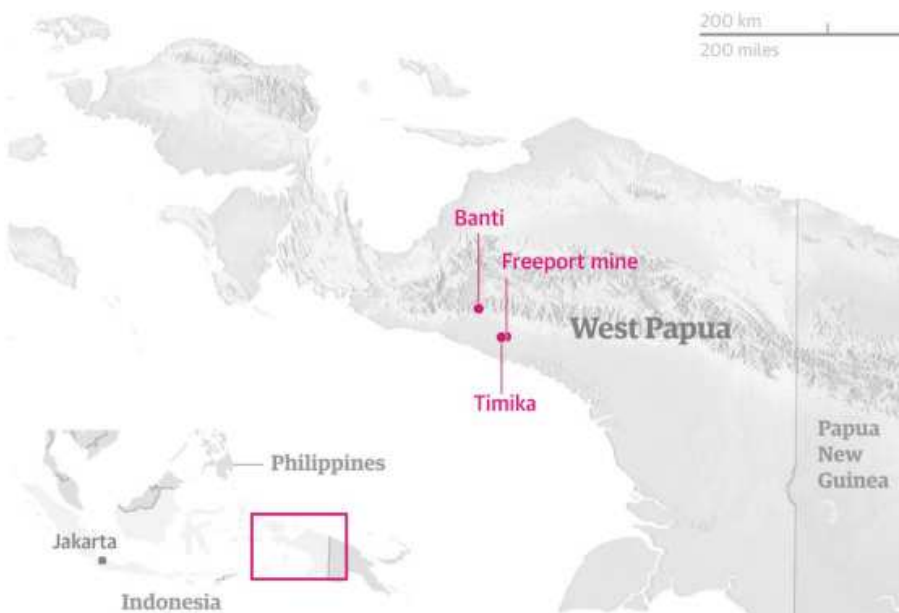 200 km
200 miles
Banti
Freeport mine
West Papua
Timika
Papua
New
Guinea
Philippines
Jakarta
Indonesia